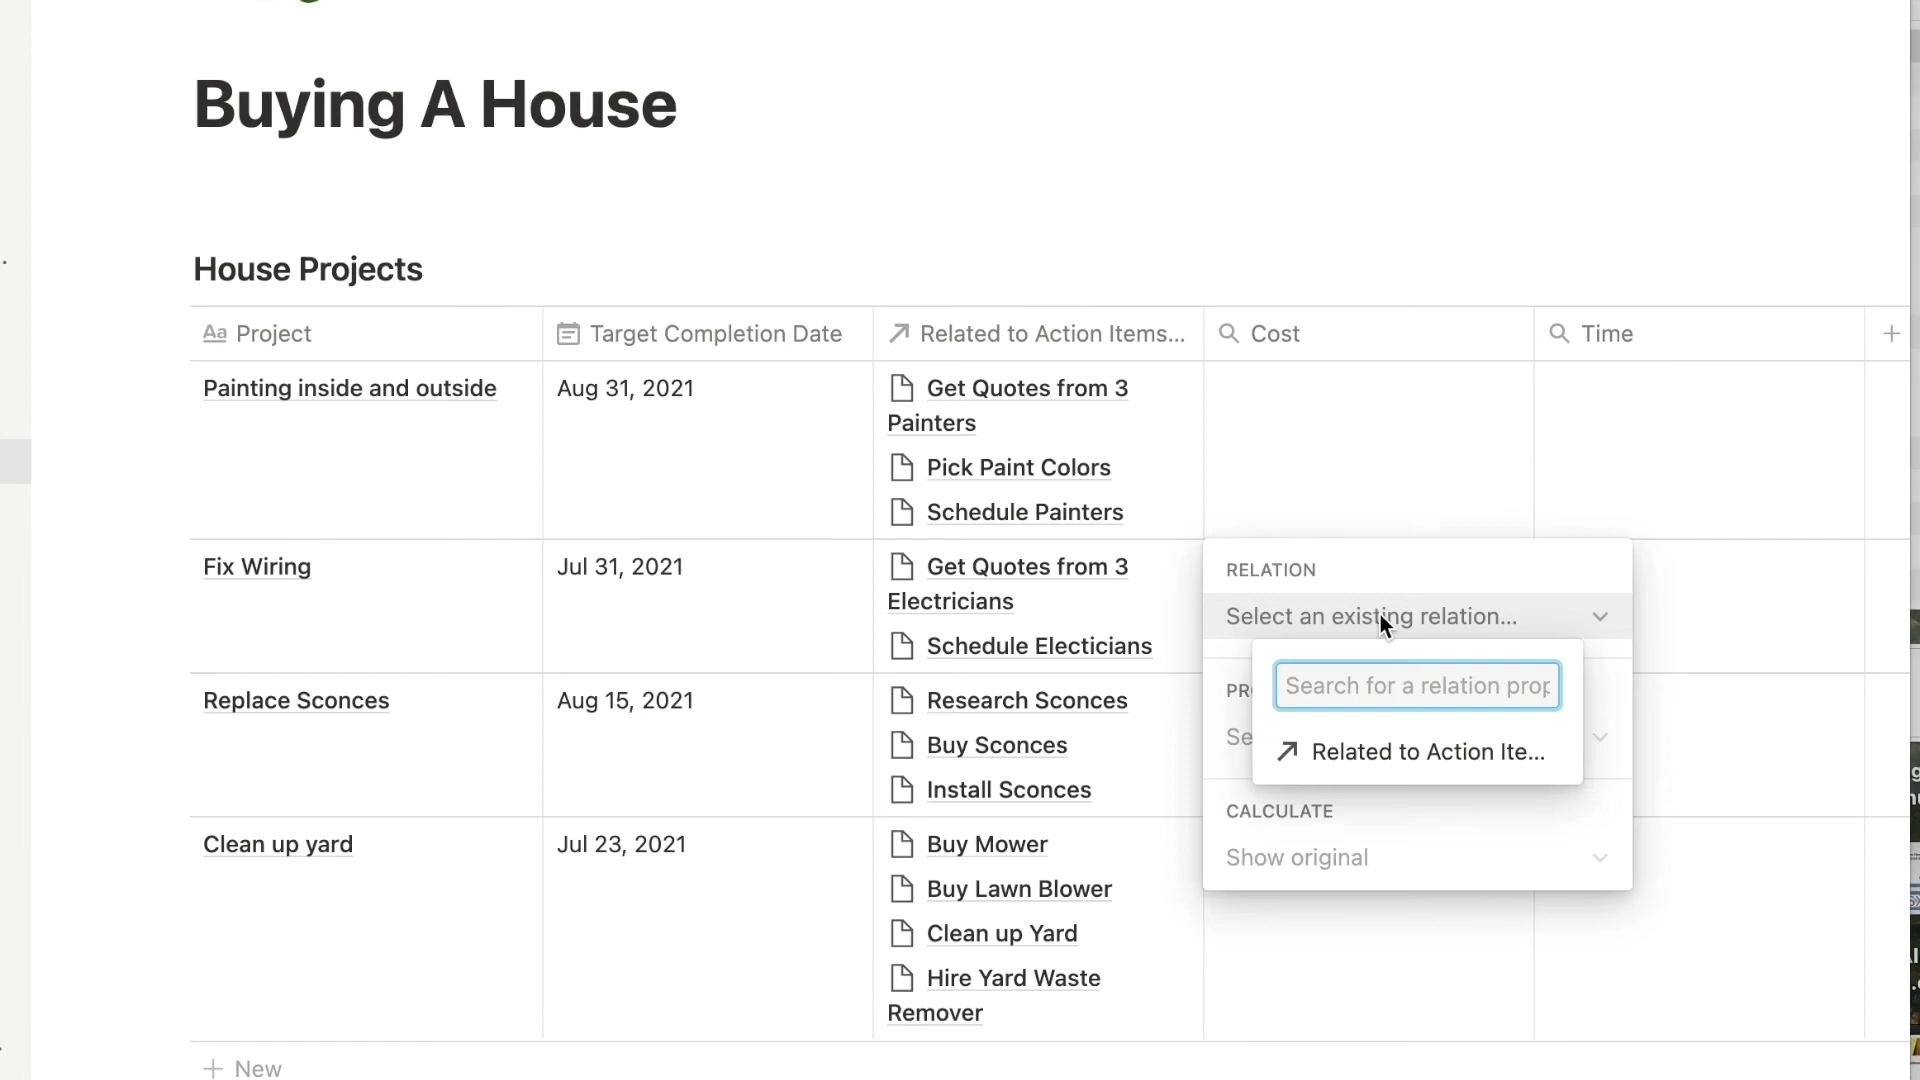 Buying A House
House Projects
Aa Project
Target Completion Date
Related to Action Items...
Cost
Time
Painting inside and outside
Aug 31, 2021
Get Quotes from 3
Painters
Pick Paint Colors
Schedule Painters
Fix Wiring
Jul 31, 2021
Get Quotes from 3
Electricians
Schedule Electicians
RELATION
Select an existing relation...
Search for a relation prop
PR
Se
Related to Action Ite...
CALCULATE
Show original
Replace Sconces
Aug 15, 2021
Research Sconces
Buy Sconces
Install Sconces
Clean up yard
Jul 23, 2021
Buy Mower
Buy Lawn Blower
Clean up Yard
Hire Yard Waste
Remover
+ New